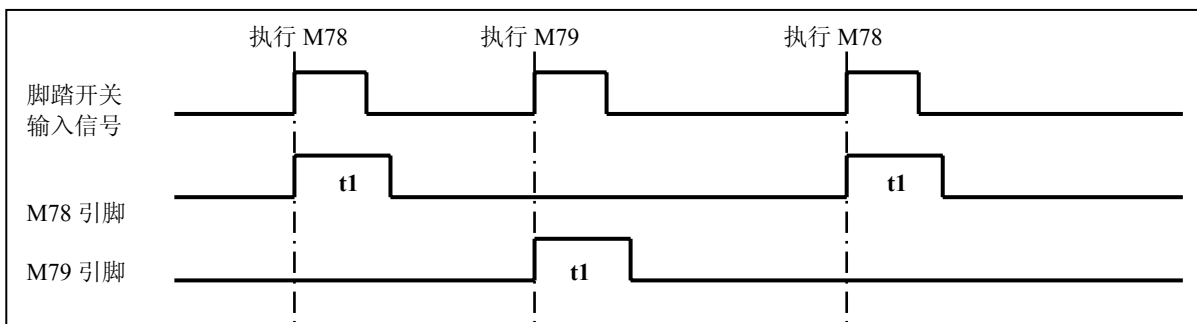 执行 M78 执行 M79 执行 M78
脚踏开关
输入信号
t1 t1
M78 引脚
M79 引脚 t1